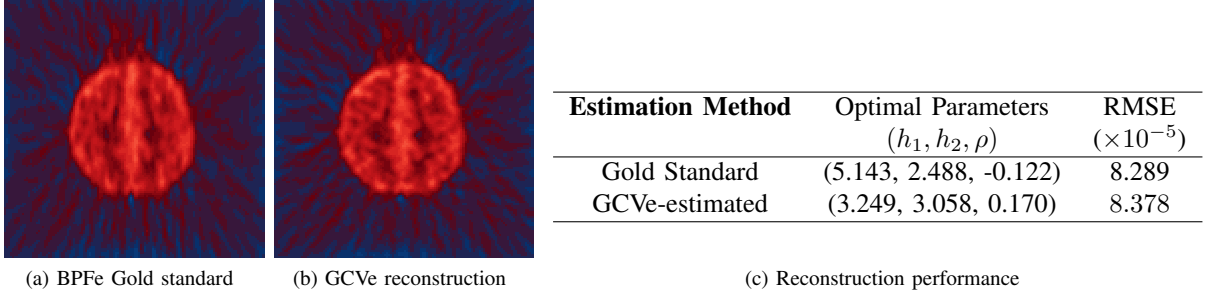 Estimation Method Optimal Parameters RMSE
(h₁, h₂, ρ) (×10⁻⁵)
Gold Standard (5.143, 2.488, -0.122) 8.289
GCVe-estimated (3.249, 3.058, 0.170) 8.378
(a) BPFe Gold standard (b) GCVe reconstruction (c) Reconstruction performance